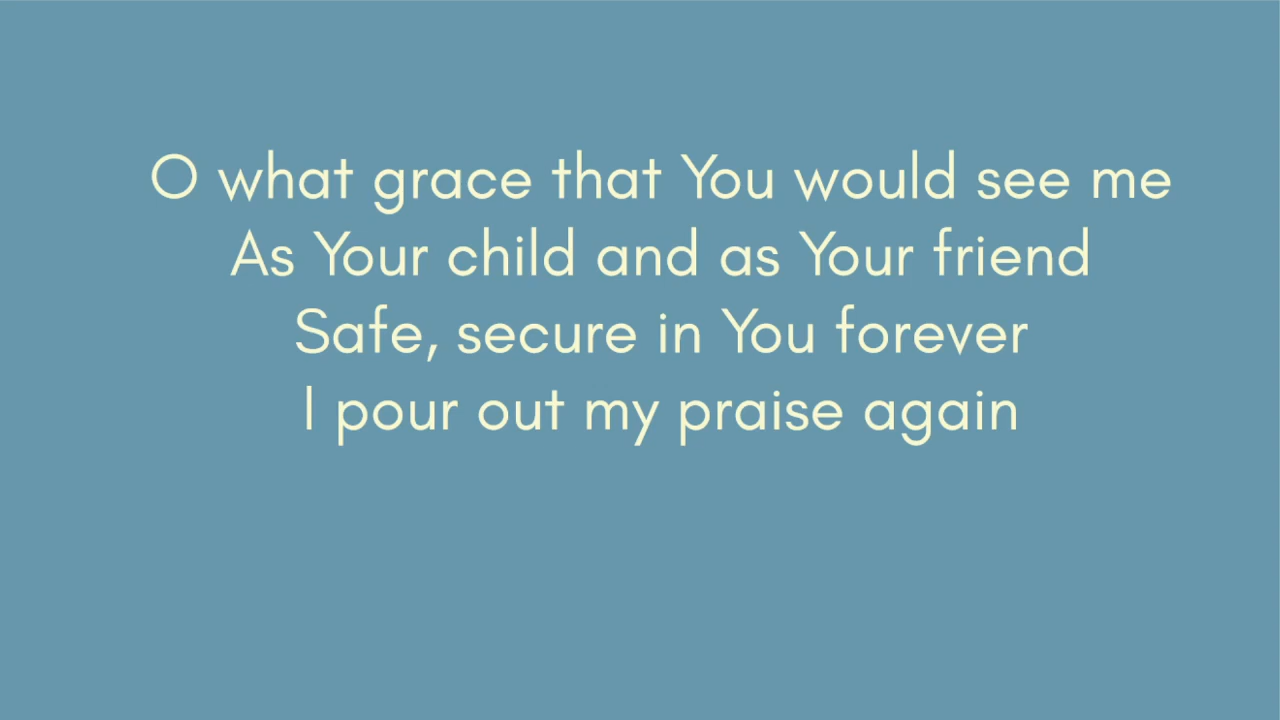 O what grace that You would see me
As Your child and as Your friend
Safe, secure in You forever
I pour out my praise again